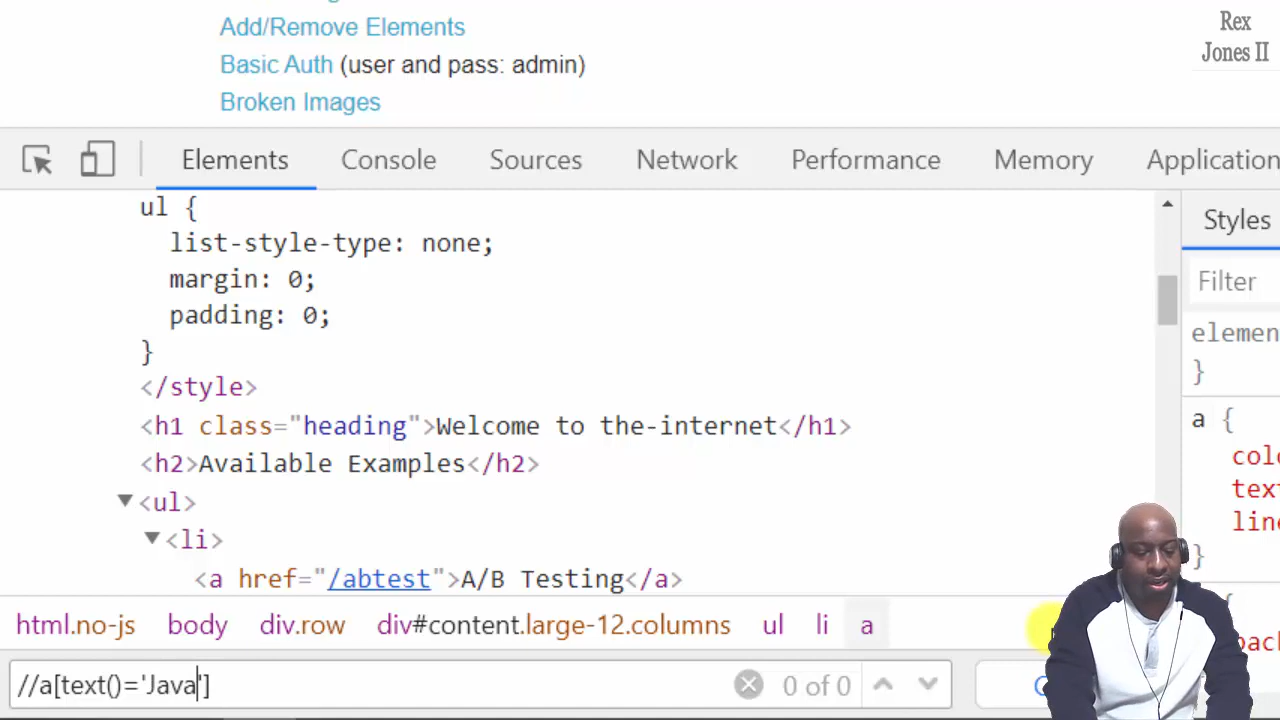 Rex
Jones II
Add/Remove Elements
Basic Auth (user and pass: admin)
Broken Images
Elements Console Sources Network Performance Memory Application
ul {
list-style-type: none;
margin: 0;
padding: 0;
}
</style>
<h1 class="heading">Welcome to the-internet</h1>
<h2>Available Examples</h2>
<ul>
<li>
<a href="/abtest">A/B Testing</a>
Styles
Filter
elemen
}
a {
colo
text
line
}
html.no-js body div.row div#content.large-12.columns ul li a
//a[text()='Java'] 0 of 0